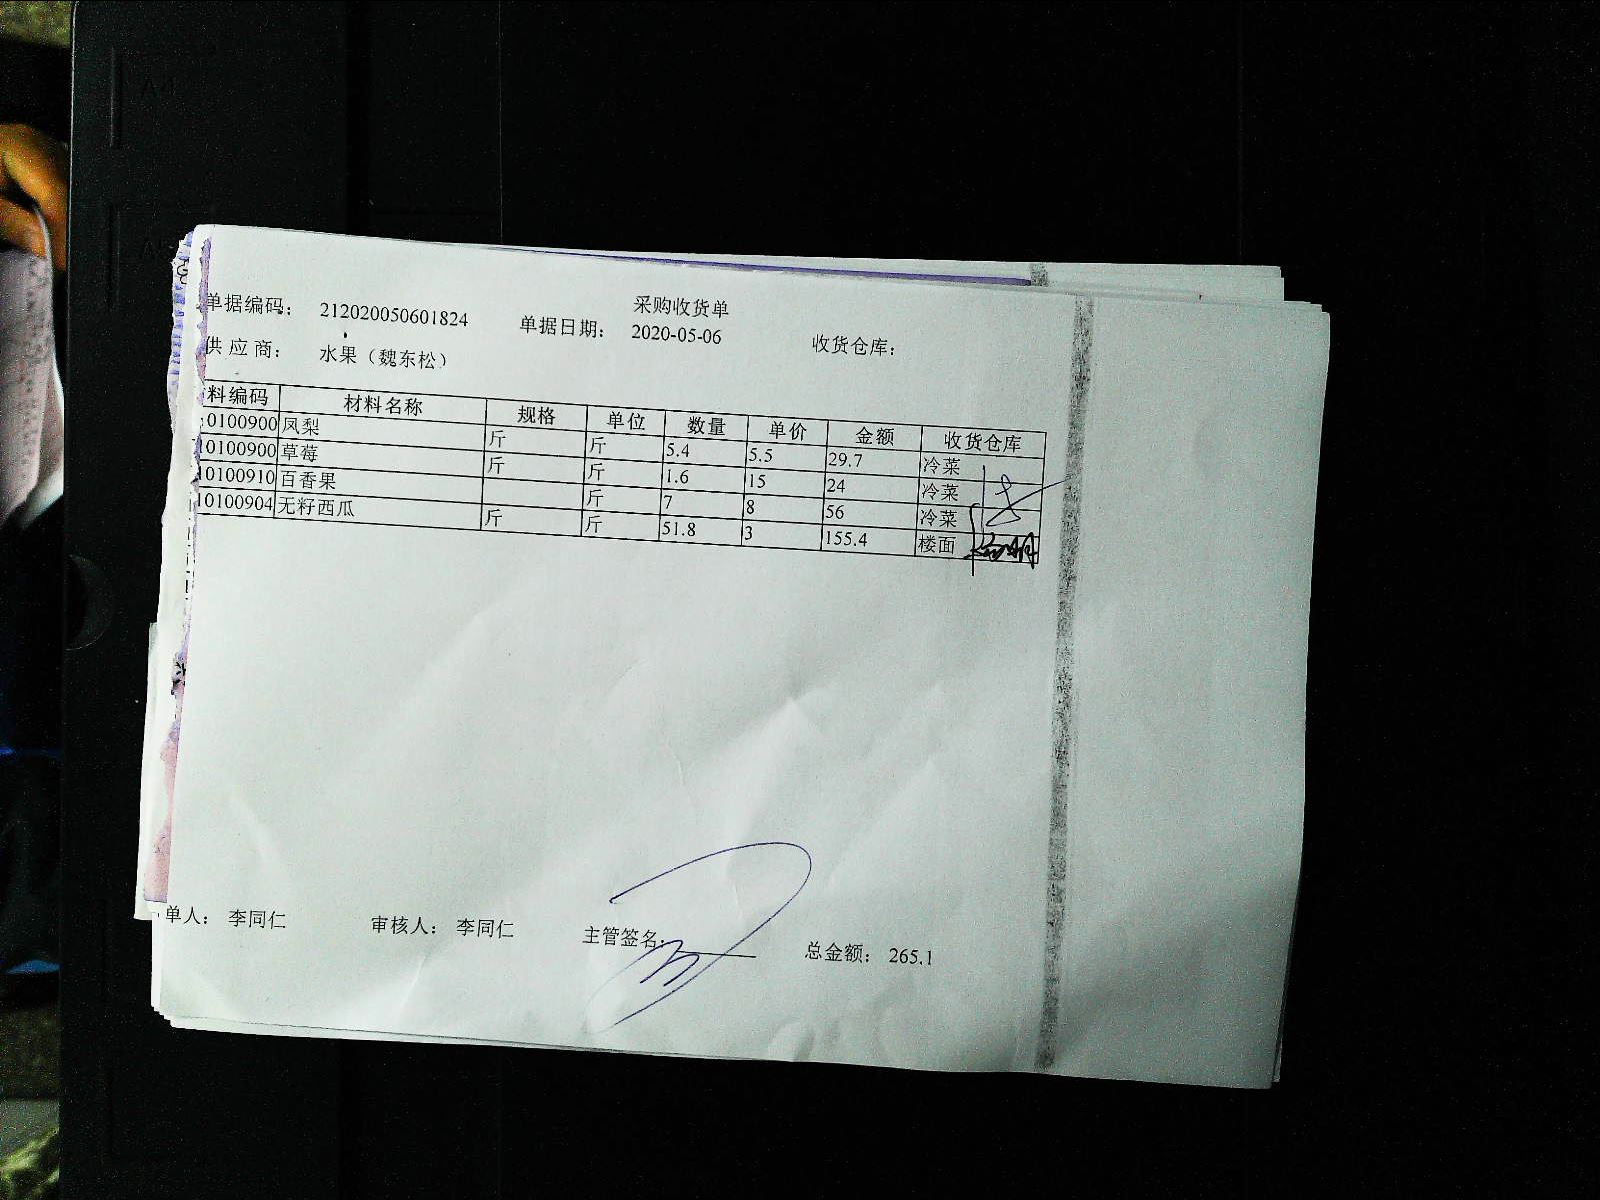 采购收货单
单据编码： 212020050601824 单据日期： 2020-05-06 收货仓库：
供应商： 水果（魏东松）
料编码 材料名称 规格 单位 数量 单价 金额 收货仓库
0100900 凤梨 斤 斤 5.4 5.5 29.7 冷菜
10100900 草莓 斤 斤 1.6 15 24 冷菜
10100910 百香果 斤 7 8 56 冷菜
10100904 无籽西瓜 斤 斤 51.8 3 155.4 楼面
单人： 李同仁 审核人： 李同仁 主管签名： 总金额： 265.1